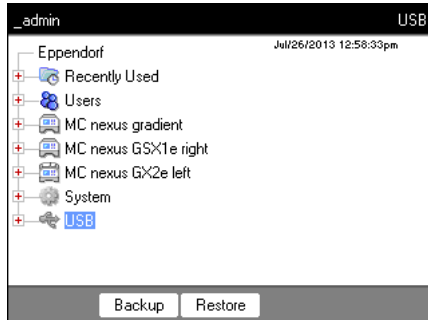 _admin USB
Jul/26/2013 12:58:33pm
Eppendorf
Recently Used
Users
MC nexus gradient
MC nexus GSX1e right
MC nexus GX2e left
System
USB
Backup Restore